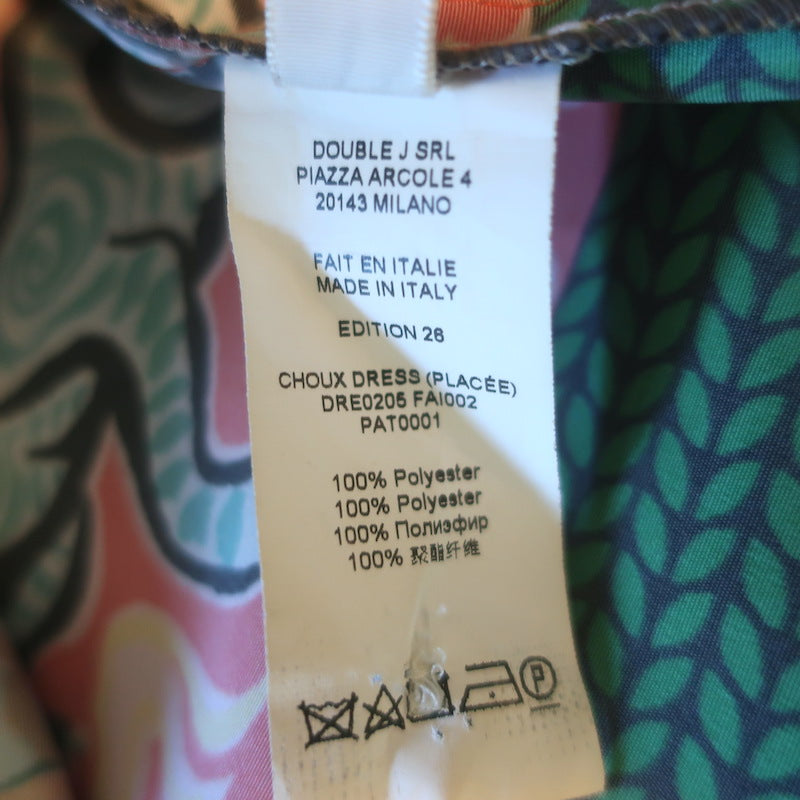 DOUBLE J SRL
PIAZZA ARCOLE 4
20143 MILANO
FAIT EN ITALIE
MADE IN ITALY
EDITION 26
CHOUX DRESS (PLACÉE)
DRE0205 FAI002
PAT0001
100% Polyester
100% Polyester
100% Полиэфир
100% 聚酯纤维
P